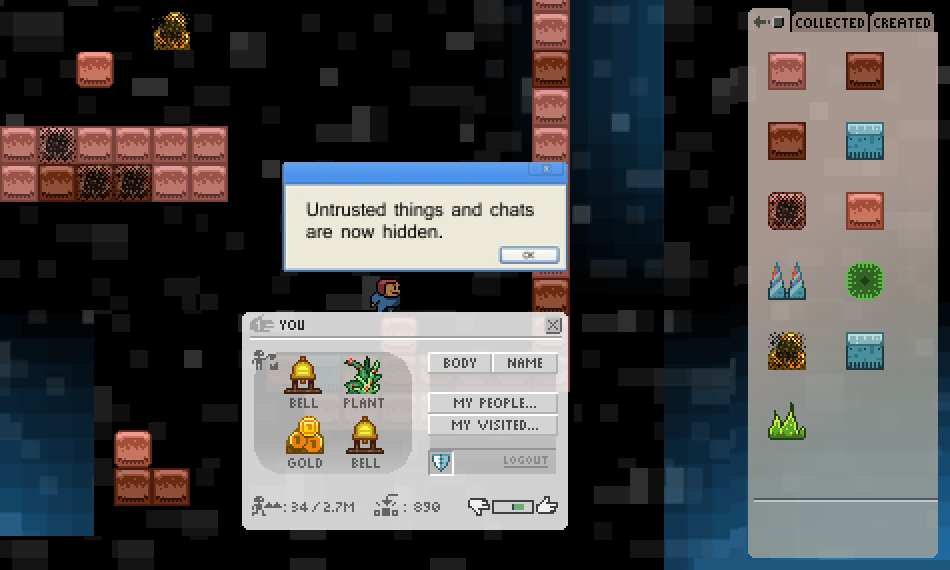 COLLECTED
CREATED
Untrusted things and chats
are now hidden.
OK
YOU
BELL
PLANT
GOLD
BELL
BODY
NAME
MY PEOPLE...
MY VISITED...
LOGOUT
: 34 / 2.7M
: 890